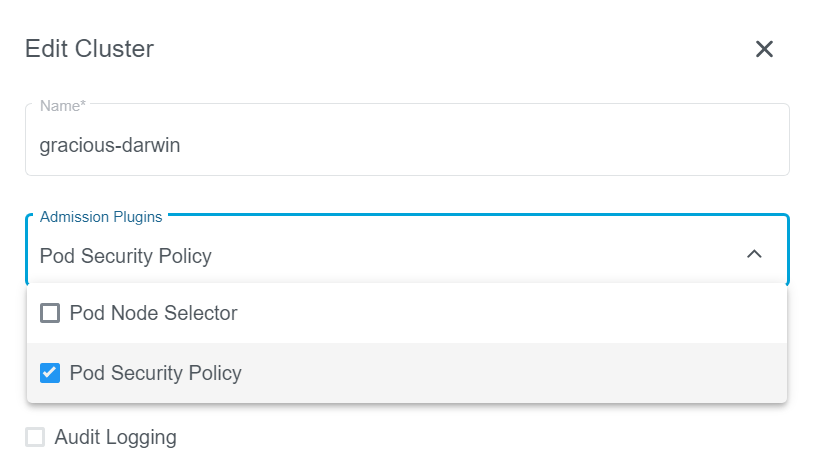 Edit Cluster
Name*
gracious-darwin
Admission Plugins
Pod Security Policy
Pod Node Selector
Pod Security Policy
Audit Logging